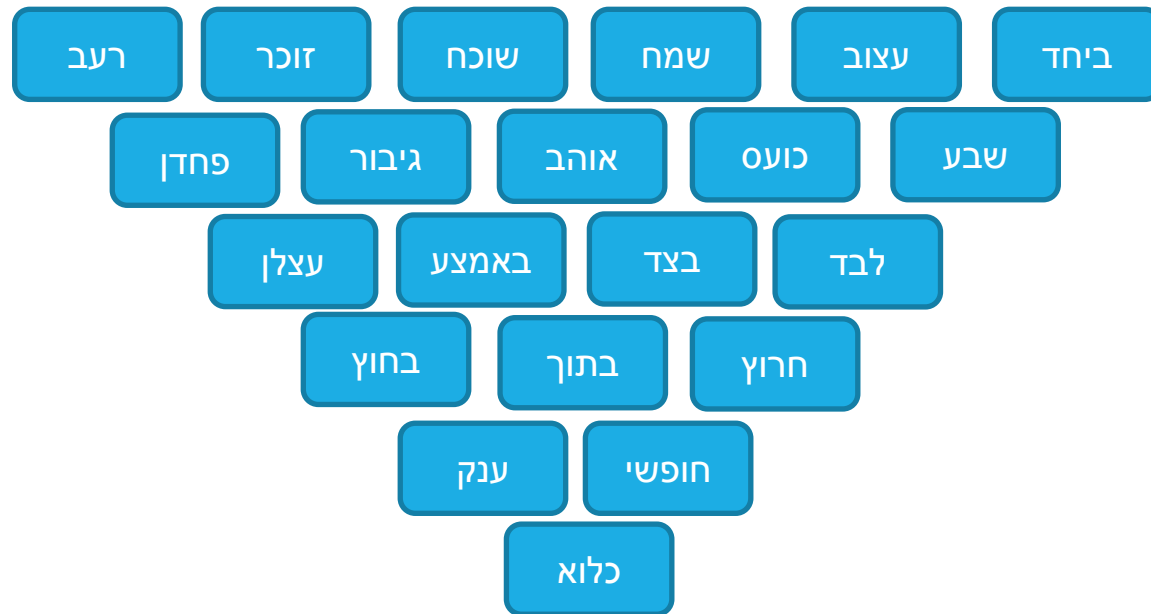 ביחד עצוב שמח שוכח זוכר רעב
שבע כועס אוהב גיבור פחדן
לבד בצד באמצע עצלן
חרוץ בתוך בחוץ
חופשי ענק
כלוא